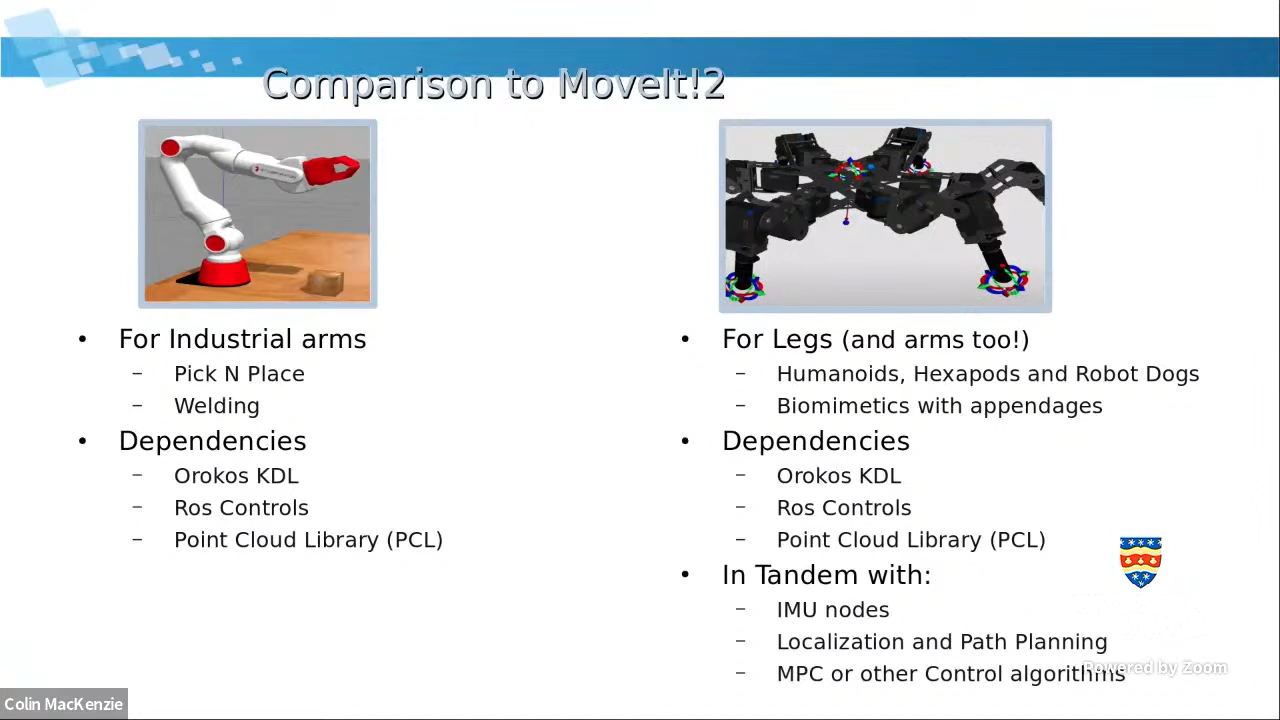 Comparison to MoveIt!2
• For Industrial arms
– Pick N Place
– Welding
• Dependencies
– Orokos KDL
– Ros Controls
– Point Cloud Library (PCL)
• For Legs (and arms too!)
– Humanoids, Hexapods and Robot Dogs
– Biomimetics with appendages
• Dependencies
– Orokos KDL
– Ros Controls
– Point Cloud Library (PCL)
• In Tandem with:
– IMU nodes
– Localization and Path Planning
– MPC or other Control algorithms
Powered by Zoom
Colin MacKenzie